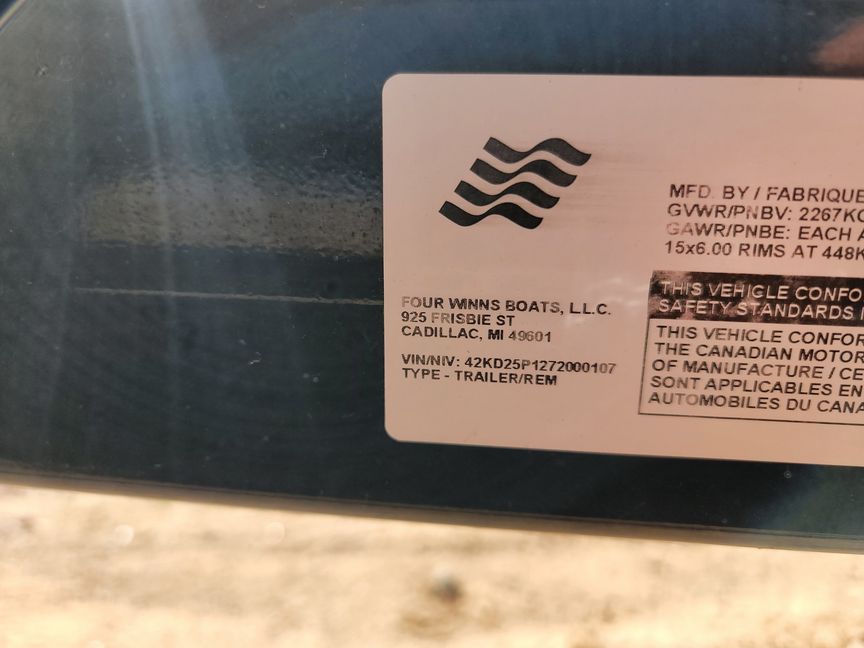 MFD. BY / FABRIQUE
GVWR/PNBV: 2267KG
GAWR/PNBE: EACH A
15x6.00 RIMS AT 448K
THIS VEHICLE CONFO
SAFETY STANDARDS
THIS VEHICLE CONFOR
THE CANADIAN MOTOR
OF MANUFACTURE / CE
SONT APPLICABLES EN
AUTOMOBILES DU CANA
FOUR WINNS BOATS, L.L.C.
925 FRISBIE ST
CADILLAC, MI 49601
VIN/NIV: 42KD25P1272000107
TYPE - TRAILER/REM